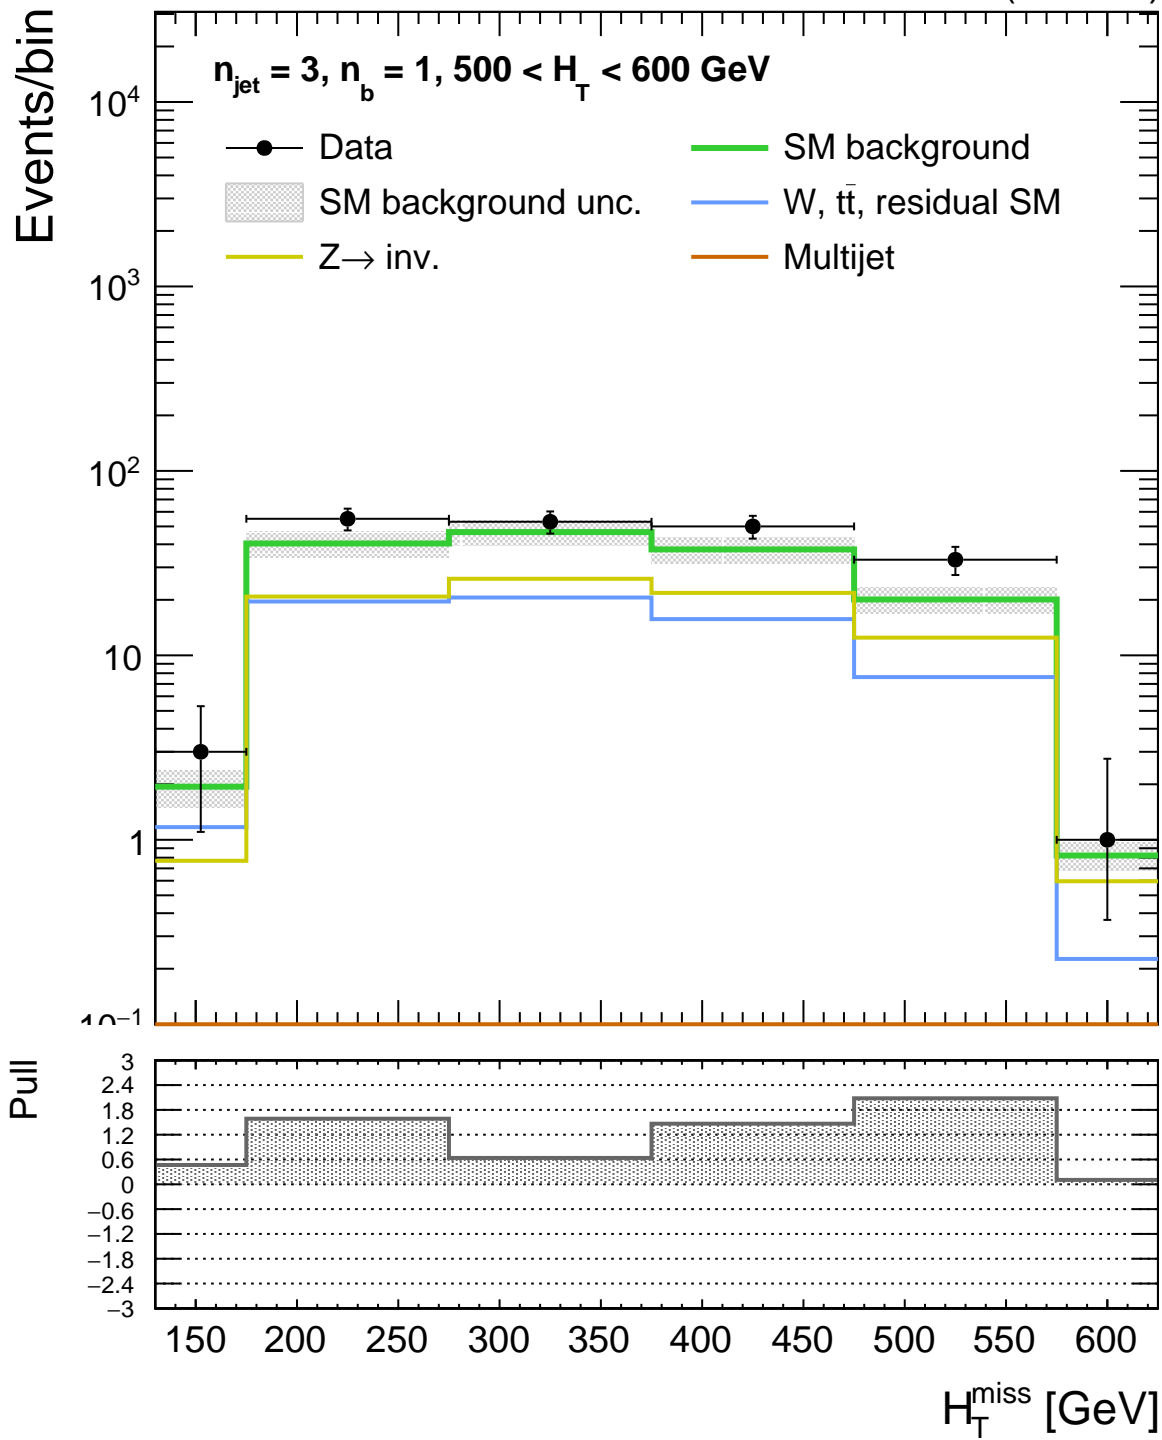 Events/bin
n_jet = 3, n_b = 1, 500 < H_T < 600 GeV
Data
SM background
SM background unc.
W, tt̄, residual SM
Z→ inv.
Multijet
10^4
10^3
10^2
10
1
10^−1
Pull
3
2.4
1.8
1.2
0.6
0
−0.6
−1.2
−1.8
−2.4
−3
150 200 250 300 350 400 450 500 550 600
H_T^miss [GeV]